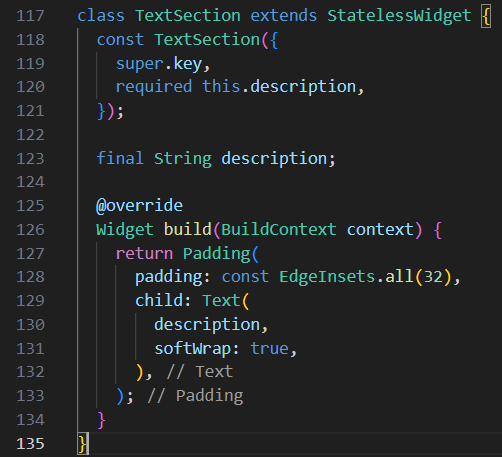 117 class TextSection extends StatelessWidget {
118   const TextSection({
119     super.key,
120     required this.description,
121   });
122
123   final String description;
124
125   @override
126   Widget build(BuildContext context) {
127     return Padding(
128       padding: const EdgeInsets.all(32),
129       child: Text(
130         description,
131         softWrap: true,
132       ), // Text
133     ); // Padding
134   }
135 }